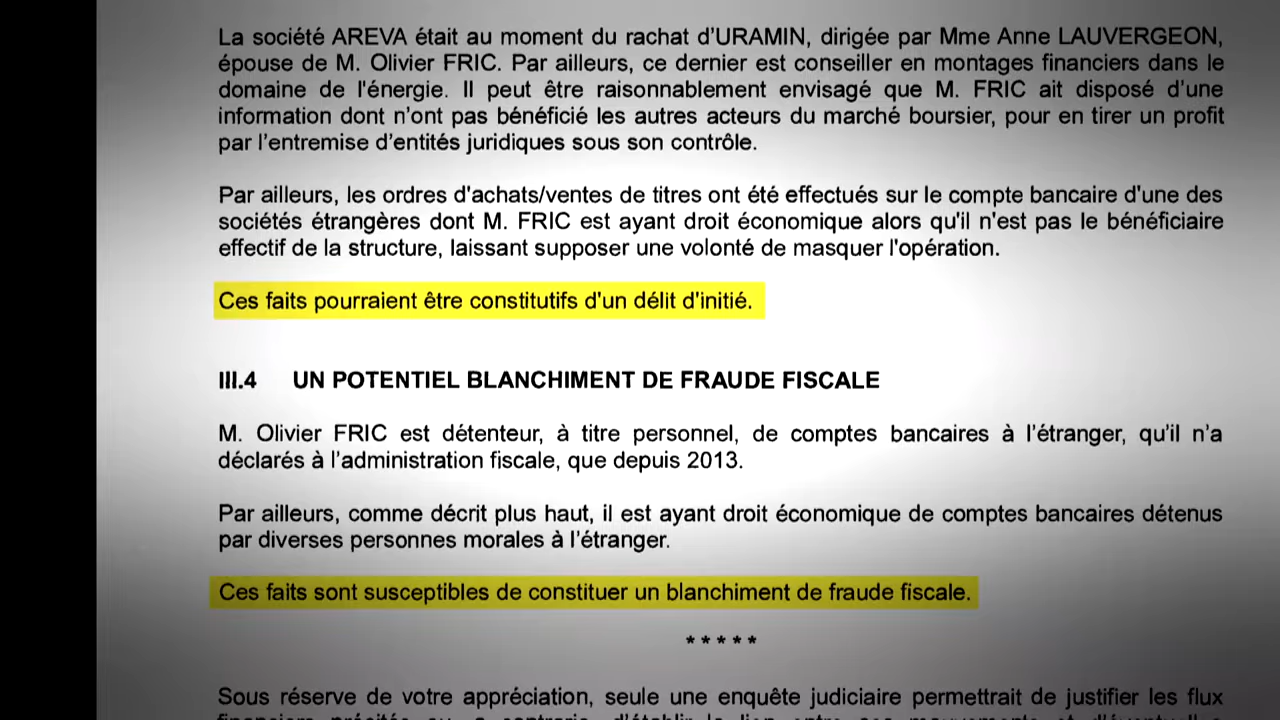 La société AREVA était au moment du rachat d'URAMIN, dirigée par Mme Anne LAUVERGEON,
épouse de M. Olivier FRIC. Par ailleurs, ce dernier est conseiller en montages financiers dans le
domaine de l'énergie. Il peut être raisonnablement envisagé que M. FRIC ait disposé d'une
information dont n'ont pas bénéficié les autres acteurs du marché boursier, pour en tirer un profit
par l'entremise d'entités juridiques sous son contrôle.
Par ailleurs, les ordres d'achats/ventes de titres ont été effectués sur le compte bancaire d'une des
sociétés étrangères dont M. FRIC est ayant droit économique alors qu'il n'est pas le bénéficiaire
effectif de la structure, laissant supposer une volonté de masquer l'opération.
Ces faits pourraient être constitutifs d'un délit d'initié.
III.4 UN POTENTIEL BLANCHIMENT DE FRAUDE FISCALE
M. Olivier FRIC est détenteur, à titre personnel, de comptes bancaires à l'étranger, qu'il n'a
déclarés à l'administration fiscale, que depuis 2013.
Par ailleurs, comme décrit plus haut, il est ayant droit économique de comptes bancaires détenus
par diverses personnes morales à l'étranger.
Ces faits sont susceptibles de constituer un blanchiment de fraude fiscale.
* * * * *
Sous réserve de votre appréciation, seule une enquête judiciaire permettrait de justifier les flux